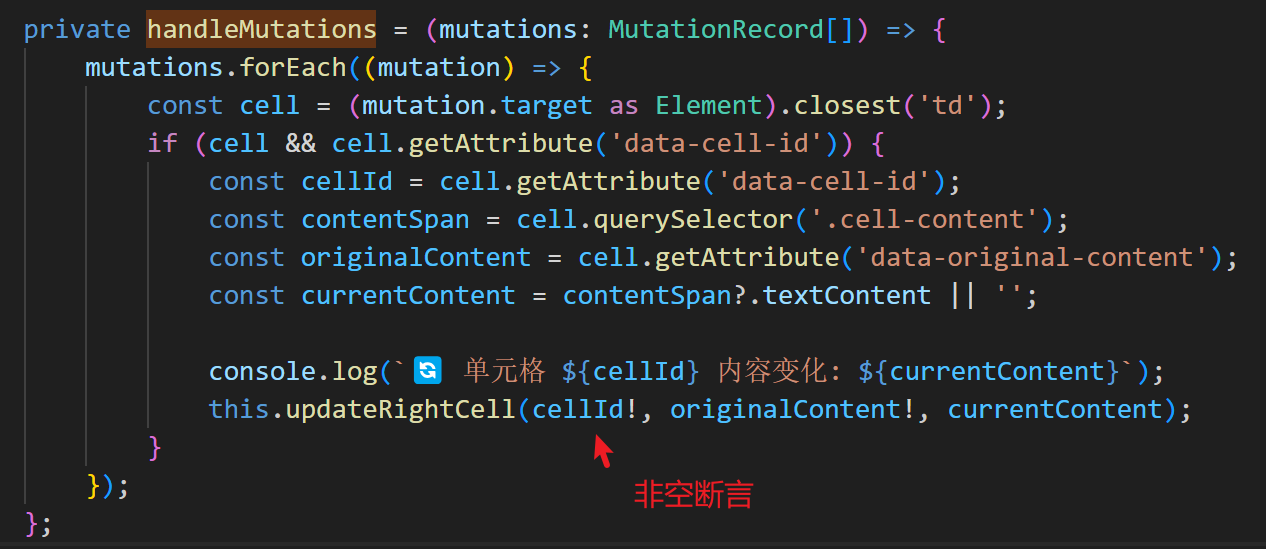 private handleMutations = (mutations: MutationRecord[]) => {
    mutations.forEach((mutation) => {
        const cell = (mutation.target as Element).closest('td');
        if (cell && cell.getAttribute('data-cell-id')) {
            const cellId = cell.getAttribute('data-cell-id');
            const contentSpan = cell.querySelector('.cell-content');
            const originalContent = cell.getAttribute('data-original-content');
            const currentContent = contentSpan?.textContent || '';
            console.log(`🔄 单元格 ${cellId} 内容变化: ${currentContent}`);
            this.updateRightCell(cellId!, originalContent!, currentContent);
        }
    });
非空断言
};